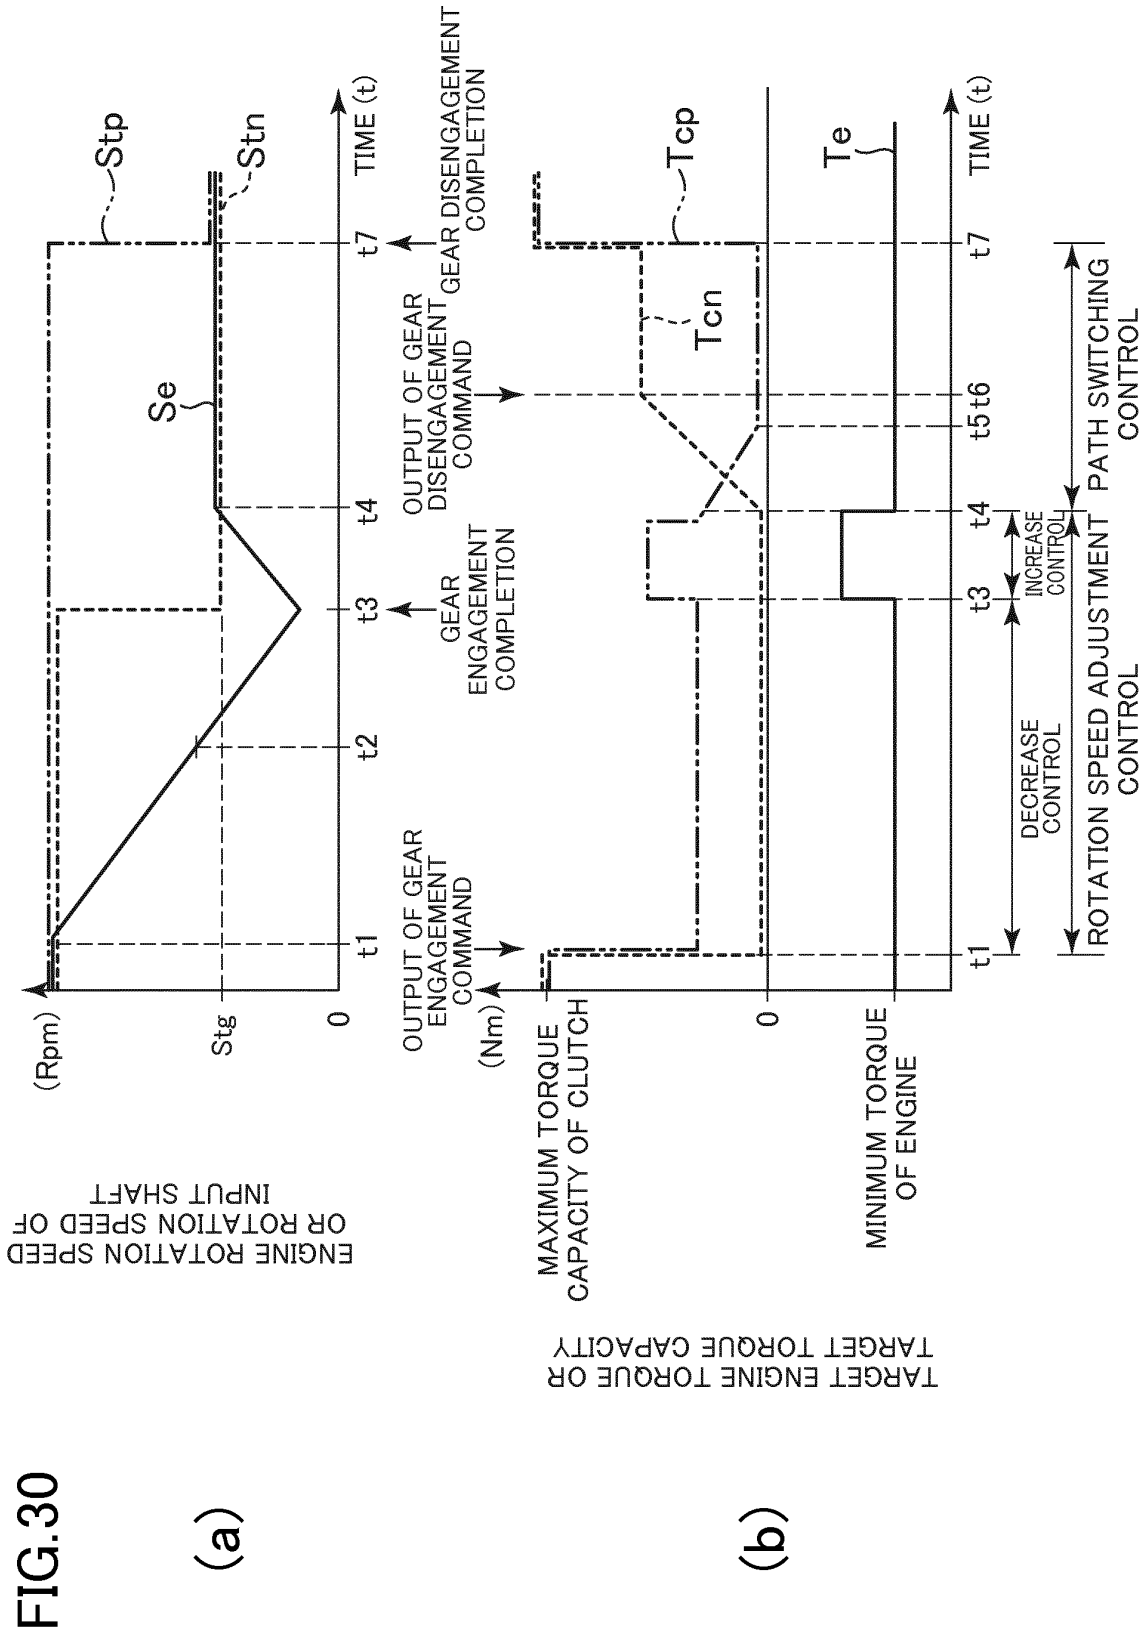 FIG.30
(a)
ENGINE ROTATION SPEED
OR ROTATION SPEED OF
INPUT SHAFT
(Rpm)
Stg
0
Stp
Se
Stn
t1
t2
t3
t4
t7
TIME (t)
OUTPUT OF GEAR
ENGAGEMENT
COMMAND
GEAR
ENGAGEMENT
COMPLETION
OUTPUT OF GEAR
DISENGAGEMENT
COMMAND
GEAR DISENGAGEMENT
COMPLETION
(b)
TARGET ENGINE TORQUE OR
TARGET TORQUE CAPACITY
(Nm)
MAXIMUM TORQUE
CAPACITY OF CLUTCH
0
MINIMUM TORQUE
OF ENGINE
Tcn
Tcp
Te
t1
t3
t4
t5
t6
t7
TIME (t)
DECREASE
CONTROL
INCREASE
CONTROL
ROTATION SPEED ADJUSTMENT
CONTROL
PATH SWITCHING
CONTROL